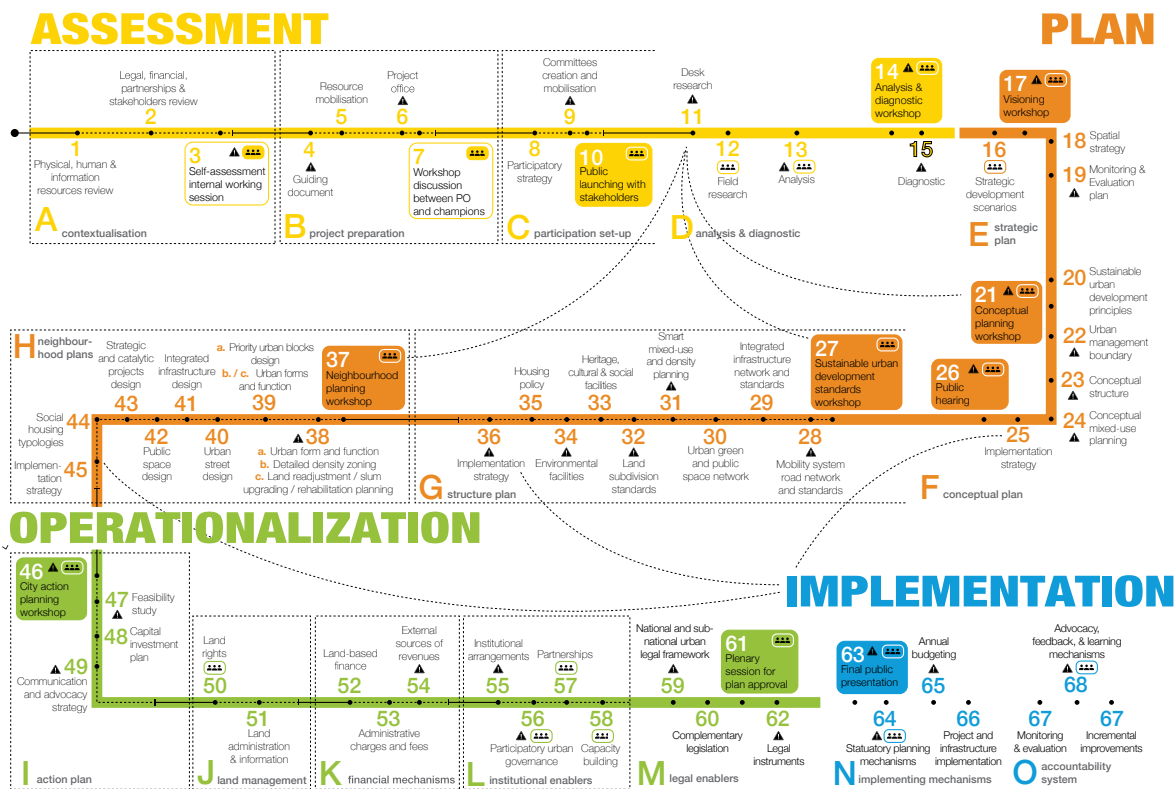 ASSESSMENT
PLAN
Legal, financial,
partnerships &
stakeholders review
2
1
Physical, human &
information
resources review
3
Self-assessment
internal working
session
A contextualisation
Resource
mobilisation
5
Project
office
6
4
Guiding
document
7
Workshop
discussion
between PO
and champions
B project preparation
Committees
creation and
mobilisation
9
8
Participatory
strategy
10
Public
launching with
stakeholders
C participation set-up
Desk
research
11
12
Field
research
13
Analysis
14
Analysis &
diagnostic
workshop
15
Diagnostic
D analysis & diagnostic
17
Visioning
workshop
16
Strategic
development
scenarios
18 Spatial
strategy
19 Monitoring &
Evaluation
plan
E strategic
plan
20 Sustainable
urban
development
principles
21
Conceptual
planning
workshop
22 Urban
management
boundary
23 Conceptual
structure
24 Conceptual
mixed-use
planning
26
Public
hearing
25
Implementation
strategy
F conceptual plan
27
Sustainable urban
development
standards
workshop
28
Mobility system
road network
and standards
Integrated
infrastructure
network and
standards
29
30
Urban green
and public
space network
Smart
mixed-use
and density
planning
31
32
Land
subdivision
standards
Heritage,
cultural & social
facilities
33
34
Environmental
facilities
Housing
policy
35
36
Implementation
strategy
G structure plan
H neighbour-
hood plans
37
Neighbourhood
planning
workshop
38
a. Urban form and function
b. Detailed density zoning
c. Land readjustment / slum
upgrading / rehabilitation planning
a. Priority urban blocks
design
b. / c. Urban forms
and function
39
40
Urban
street
design
Integrated
infrastructure
design
41
42
Public
space
design
Strategic
and catalytic
projects
design
43
Social
housing
typologies
44
Implemen-
tation
strategy
45
OPERATIONALIZATION
46
City action
planning
workshop
47 Feasibility
study
48 Capital
investment
plan
49
Communication
and advocacy
strategy
I action plan
Land
rights
50
51
Land
administration
& information
J land management
Land-based
finance
52
53
Administrative
charges and fees
External
sources of
revenues
54
K financial mechanisms
Institutional
arrangements
55
56
Participatory urban
governance
Partnerships
57
58
Capacity
building
L institutional enablers
National and sub-
national urban
legal framework
59
60
Complementary
legislation
61
Plenary
session for
plan approval
62
Legal
instruments
M legal enablers
IMPLEMENTATION
63
Final public
presentation
64
Statuatory planning
mechanisms
Annual
budgeting
65
66
Project and
infrastructure
implementation
N implementing mechanisms
Advocacy,
feedback, & learning
mechanisms
68
67
Monitoring
& evaluation
67
Incremental
improvements
O accountability
system